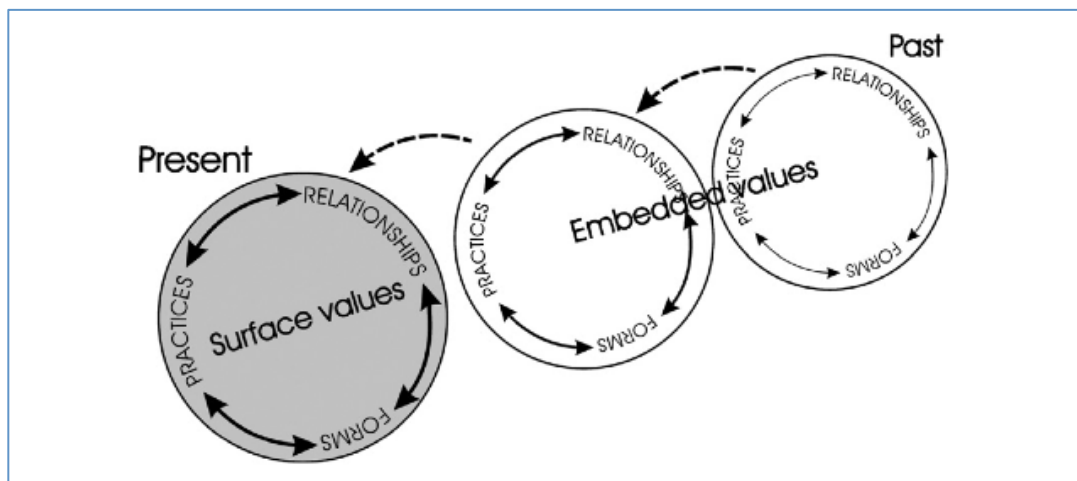 Past
RELATIONSHIPS
PRACTICES
FORMS
Embedded values
RELATIONSHIPS
PRACTICES
FORMS
Present
RELATIONSHIPS
PRACTICES
FORMS
Surface values